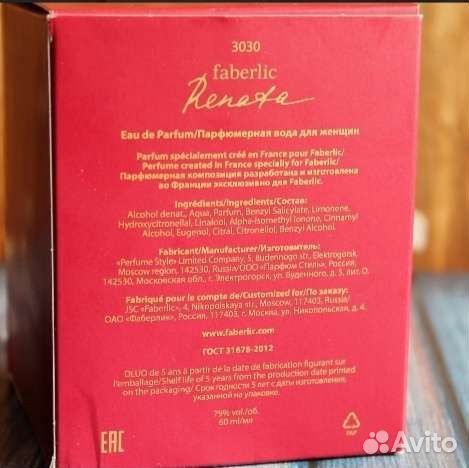 3030
faberlic
Renata
Eau de Parfum/Парфюмерная вода для женщин
Parfum spécialement créé en France pour Faberlic/
Perfume created in France specially for Faberlic/
Парфюмерная композиция разработана и изготовлена
во Франции эксклюзивно для Faberlic.
Ingrédients/Ingredients/Состав:
Alcohol denat., Aqua, Parfum, Benzyl Salicylate, Limonene,
Hydroxycitronellal, Linalool, Alpha-Isomethyl Ionone, Cinnamyl
Alcohol, Eugenol, Citral, Citronellol, Benzyl Alcohol.
Fabricant/Manufacturer/Изготовитель:
«Perfume Style» Limited Company, 5, Budennogo str., Elektrogorsk,
Moscow region, 142530, Russia/ООО «Парфюм Стиль», Россия,
142530, Московская обл., г. Электрогорск, ул. Буденного, д. 5, лит. О.
Fabriqué pour le compte de/Customized for/По заказу:
JSC «Faberlic», 4, Nikopolskaya str., 110774, Moscow, Russia/
ОАО «Фаберлик», Россия, 117774, г. Москва, ул. Никопольская, д. 4.
www.faberlic.com
ГОСТ 31678-2012
DLUO de 5 ans à partir de la date de fabrication figurant sur
l'emballage/Shelf life of 5 years from the production date printed
on the packaging/ Срок годности 5 лет с даты изготовления,
указанной на упаковке.
79% vol./об.
60 ml/мл
EAC
PAP
Avito